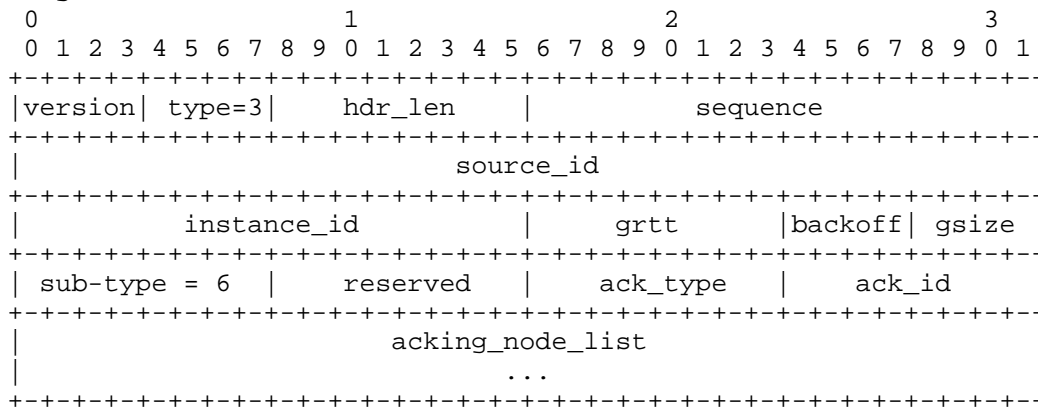 0                   1                   2                   3
0 1 2 3 4 5 6 7 8 9 0 1 2 3 4 5 6 7 8 9 0 1 2 3 4 5 6 7 8 9 0 1
+-+-+-+-+-+-+-+-+-+-+-+-+-+-+-+-+-+-+-+-+-+-+-+-+-+-+-+-+-+-+-+--
|version| type=3|    hdr_len    |          sequence
+-+-+-+-+-+-+-+-+-+-+-+-+-+-+-+-+-+-+-+-+-+-+-+-+-+-+-+-+-+-+-+--
|                           source_id
+-+-+-+-+-+-+-+-+-+-+-+-+-+-+-+-+-+-+-+-+-+-+-+-+-+-+-+-+-+-+-+--
|          instance_id          |     grtt      |backoff| gsize
+-+-+-+-+-+-+-+-+-+-+-+-+-+-+-+-+-+-+-+-+-+-+-+-+-+-+-+-+-+-+-+--
| sub-type = 6  |    reserved   |    ack_type   |    ack_id
+-+-+-+-+-+-+-+-+-+-+-+-+-+-+-+-+-+-+-+-+-+-+-+-+-+-+-+-+-+-+-+--
|                       acking_node_list
|                              ...
+-+-+-+-+-+-+-+-+-+-+-+-+-+-+-+-+-+-+-+-+-+-+-+-+-+-+-+-+-+-+-+--